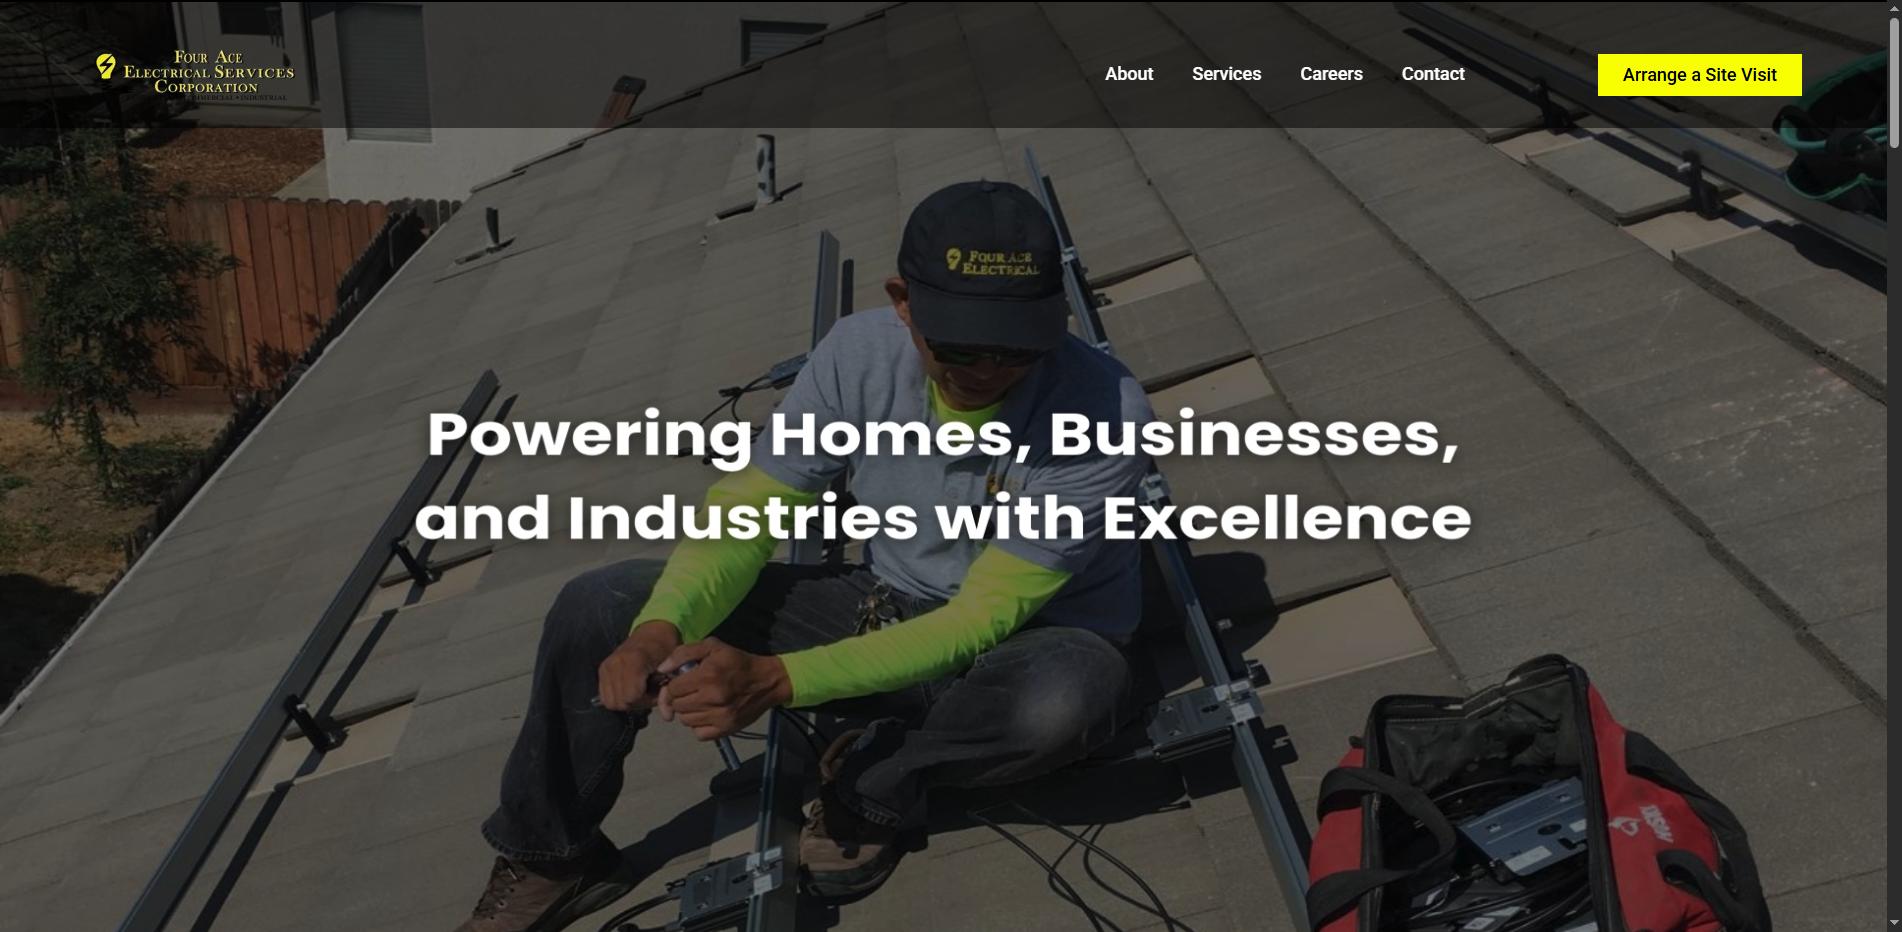 Four Ace
Electrical Services
Corporation
About
Services
Careers
Contact
Arrange a Site Visit
Four Ace
Electrical
Powering Homes, Businesses,
and Industries with Excellence
HUSKY